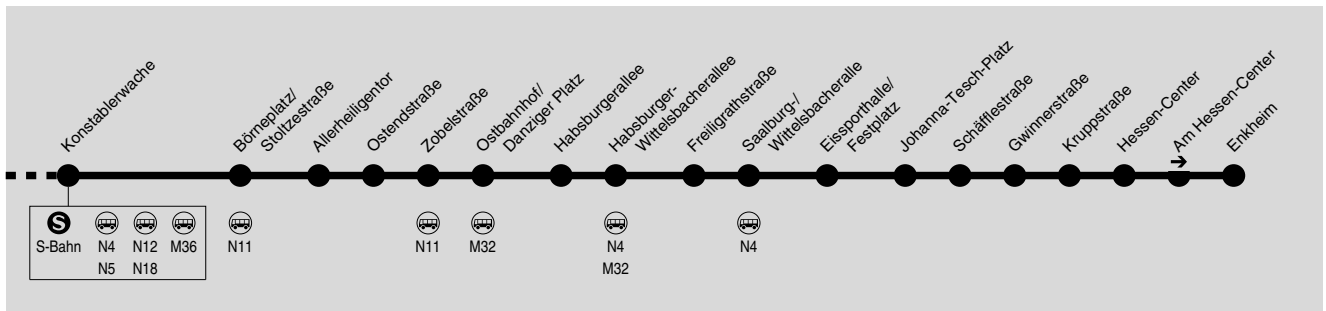 Konstablerwache
Börneplatz/
Stoltzestraße
Allerheiligentor
Ostendstraße
Zobelstraße
Ostbahnhof/
Danziger Platz
Habsburgerallee
Habsburger-
Wittelsbacherallee
Freiligrathstraße
Saalburg-/
Wittelsbacheralle
Eissporthalle/
Festplatz
Johanna-Tesch-Platz
Schäfflestraße
Gwinnerstraße
Kruppstraße
Hessen-Center
Am Hessen-Center
Enkheim
S
S-Bahn N4 N12 M36 N11 N11 M32 N4 N4
N5 N18 M32